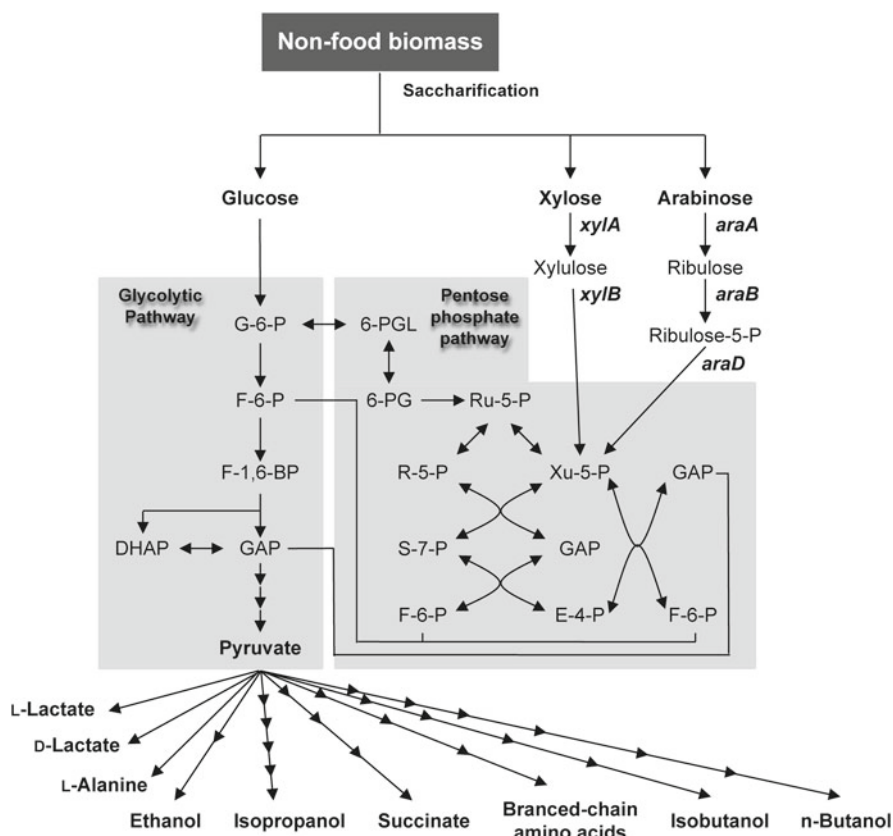 Non-food biomass
Saccharification
Glucose
Xylose
Arabinose
xylA
araA
Xylulose
Ribulose
xylB
araB
Glycolytic
Pathway
Pentose
phosphate
pathway
G-6-P
6-PGL
Ribulose-5-P
araD
F-6-P
6-PG
Ru-5-P
F-1,6-BP
R-5-P
Xu-5-P
GAP
DHAP
GAP
S-7-P
GAP
F-6-P
E-4-P
F-6-P
Pyruvate
L-Lactate
D-Lactate
L-Alanine
Ethanol
Isopropanol
Succinate
Branced-chain
amino acids
Isobutanol
n-Butanol